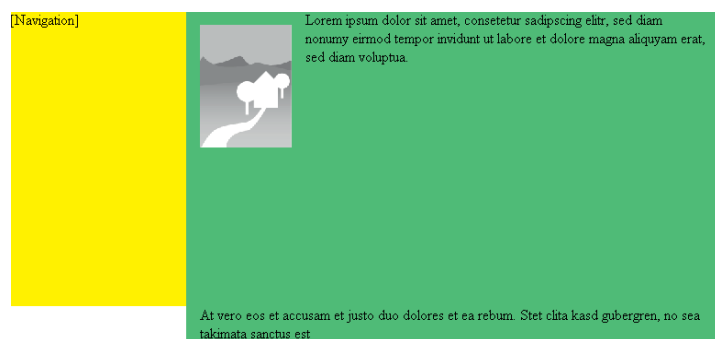 [Navigation]
Lorem ipsum dolor sit amet, consetetur sadipscing elitr, sed diam
nonumy eirmod tempor invidunt ut labore et dolore magna aliquyam erat,
sed diam voluptua.
At vero eos et accusam et justo duo dolores et ea rebum. Stet clita kasd gubergren, no sea
takimata sanctus est